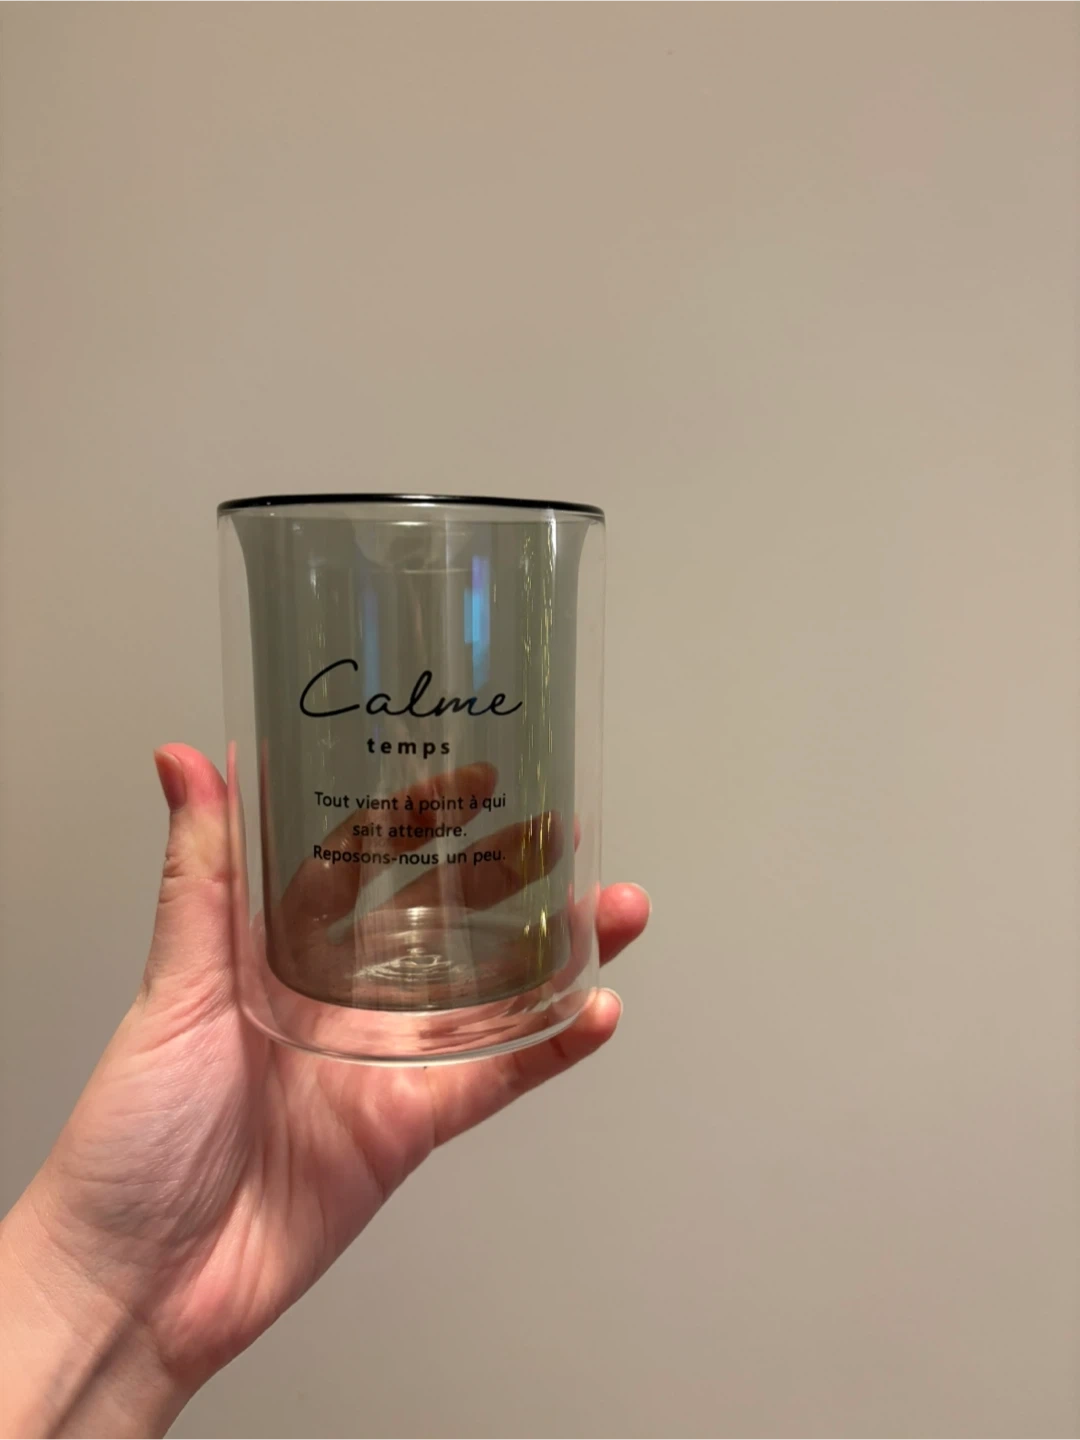 Calme
temps
Tout vient à point à qui
sait attendre.
Reposons-nous un peu.